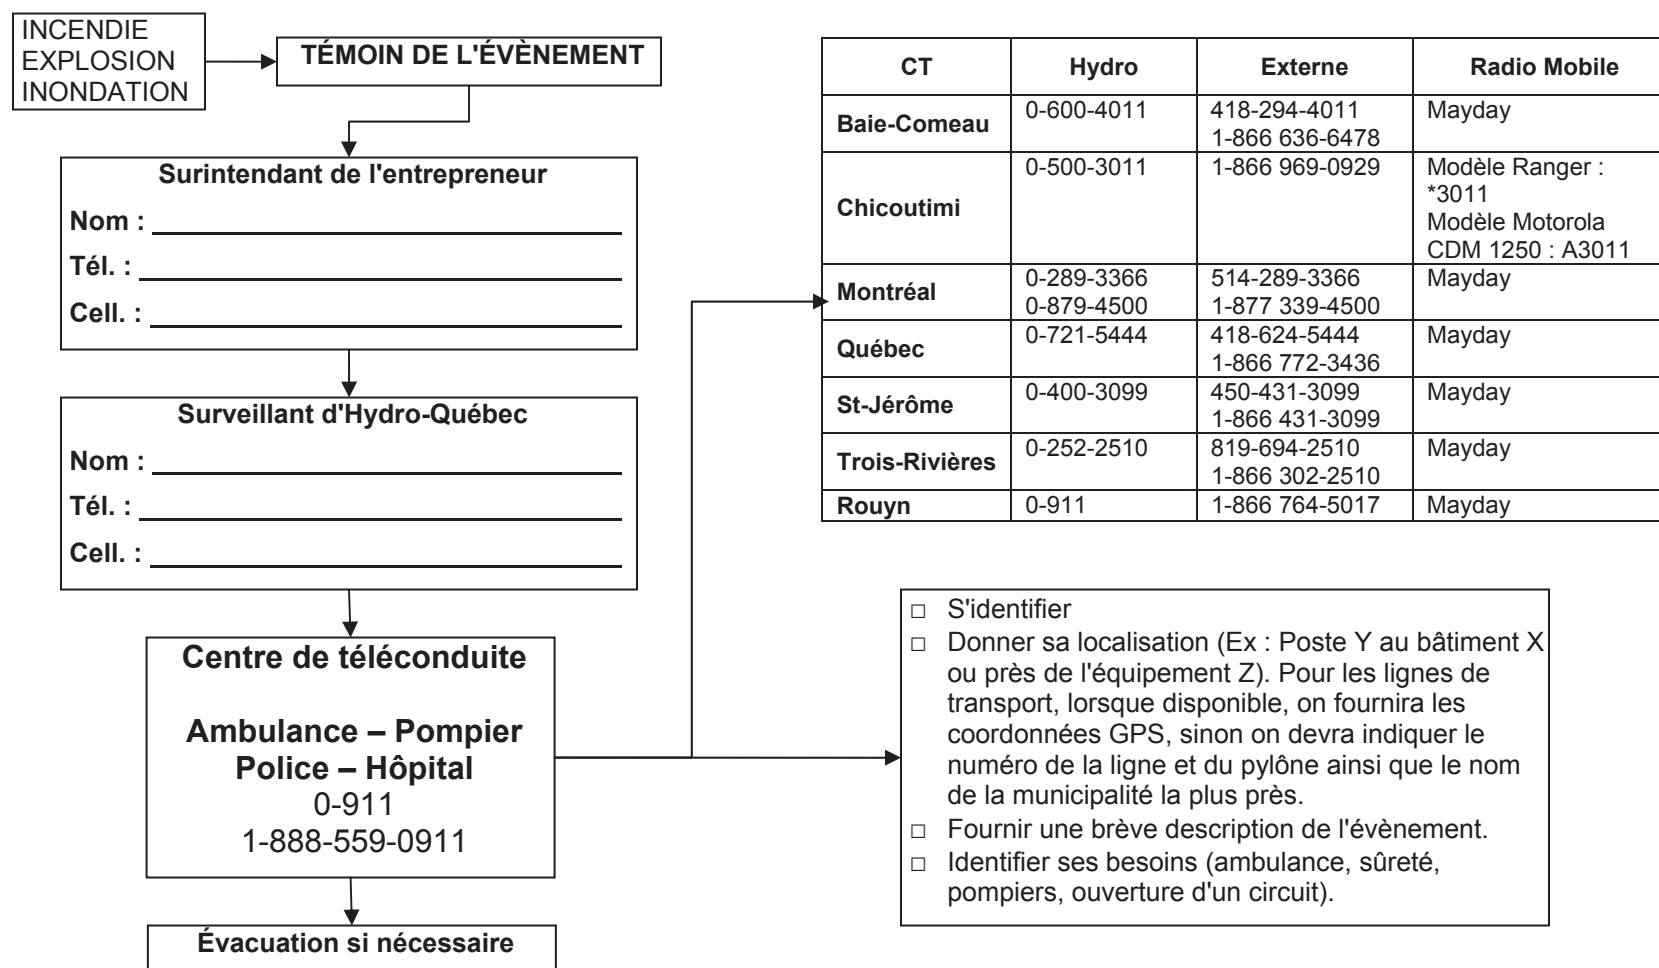 INCENDIE
EXPLOSION
INONDATION
TÉMOIN DE L'ÉVÈNEMENT
Surintendant de l'entrepreneur
Nom :
Tél. :
Cell. :
Surveillant d'Hydro-Québec
Nom :
Tél. :
Cell. :
Centre de téléconduite
Ambulance – Pompier
Police – Hôpital
0-911
1-888-559-0911
Évacuation si nécessaire
CT Hydro Externe Radio Mobile
Baie-Comeau 0-600-4011 418-294-4011 Mayday
1-866 636-6478
Chicoutimi 0-500-3011 1-866 969-0929 Modèle Ranger :
*3011
Modèle Motorola
CDM 1250 : A3011
Montréal 0-289-3366 514-289-3366 Mayday
0-879-4500 1-877 339-4500
Québec 0-721-5444 418-624-5444 Mayday
1-866 772-3436
St-Jérôme 0-400-3099 450-431-3099 Mayday
1-866 431-3099
Trois-Rivières 0-252-2510 819-694-2510 Mayday
1-866 302-2510
Rouyn 0-911 1-866 764-5017 Mayday
□ S'identifier
□ Donner sa localisation (Ex : Poste Y au bâtiment X
ou près de l'équipement Z). Pour les lignes de
transport, lorsque disponible, on fournira les
coordonnées GPS, sinon on devra indiquer le
numéro de la ligne et du pylône ainsi que le nom
de la municipalité la plus près.
□ Fournir une brève description de l'évènement.
□ Identifier ses besoins (ambulance, sûreté,
pompiers, ouverture d'un circuit).